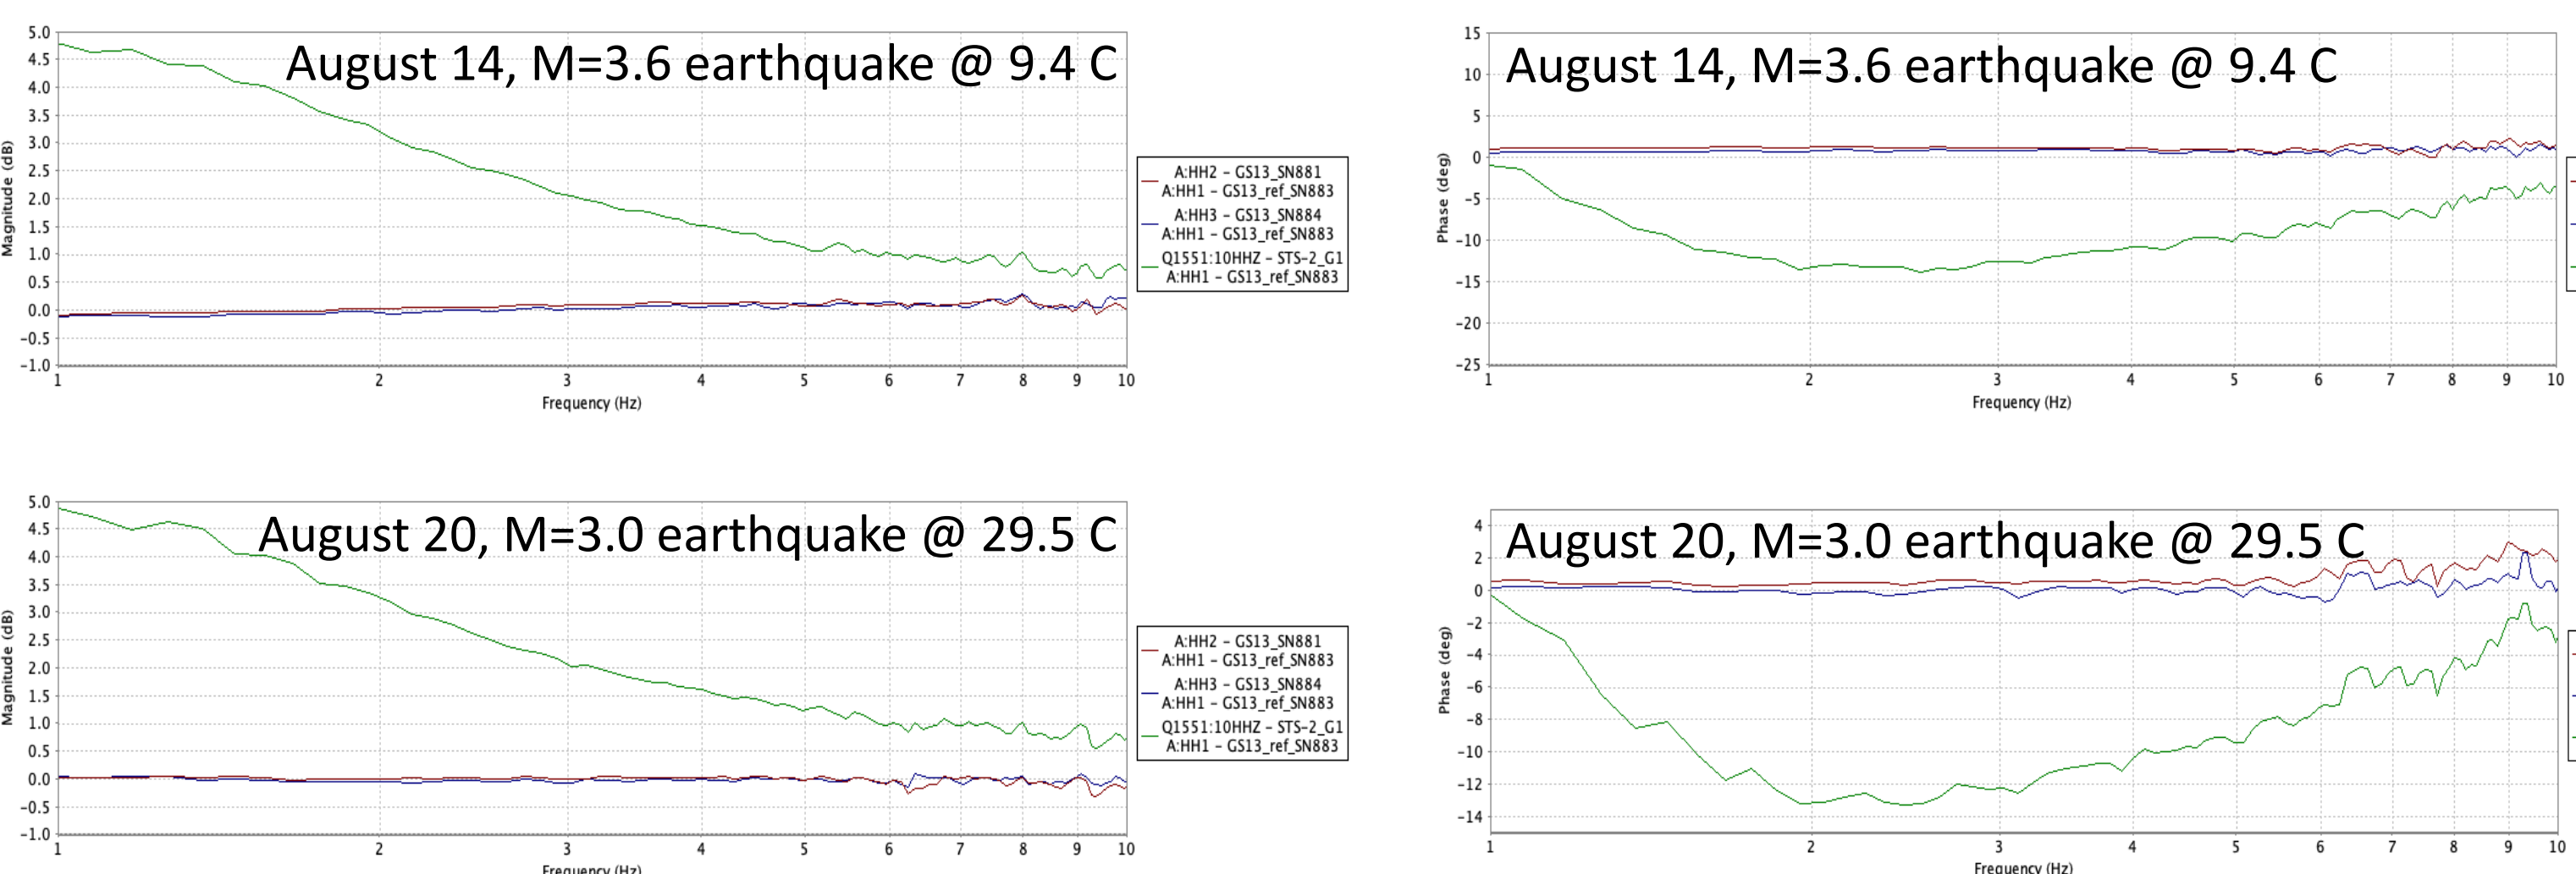 August 14, M=3.6 earthquake @ 9.4 C
5.0
4.5
4.0
3.5
3.0
2.5
2.0
1.5
1.0
0.5
0.0
-0.5
-1.0
Magnitude (dB)
1 2 3 4 5 6 7 8 9 10
Frequency (Hz)
A:HH2 - GS13_SN881
A:HH1 - GS13_ref_SN883
A:HH3 - GS13_SN884
A:HH1 - GS13_ref_SN883
Q1551:10HHZ - STS-2_G1
A:HH1 - GS13_ref_SN883
August 14, M=3.6 earthquake @ 9.4 C
15
10
5
0
-5
-10
-15
-20
-25
Phase (deg)
1 2 3 4 5 6 7 8 9 10
Frequency (Hz)
August 20, M=3.0 earthquake @ 29.5 C
5.0
4.5
4.0
3.5
3.0
2.5
2.0
1.5
1.0
0.5
0.0
-0.5
-1.0
Magnitude (dB)
1 2 3 4 5 6 7 8 9 10
Frequency (Hz)
A:HH2 - GS13_SN881
A:HH1 - GS13_ref_SN883
A:HH3 - GS13_SN884
A:HH1 - GS13_ref_SN883
Q1551:10HHZ - STS-2_G1
A:HH1 - GS13_ref_SN883
August 20, M=3.0 earthquake @ 29.5 C
4
2
0
-2
-4
-6
-8
-10
-12
-14
Phase (deg)
1 2 3 4 5 6 7 8 9 10
Frequency (Hz)